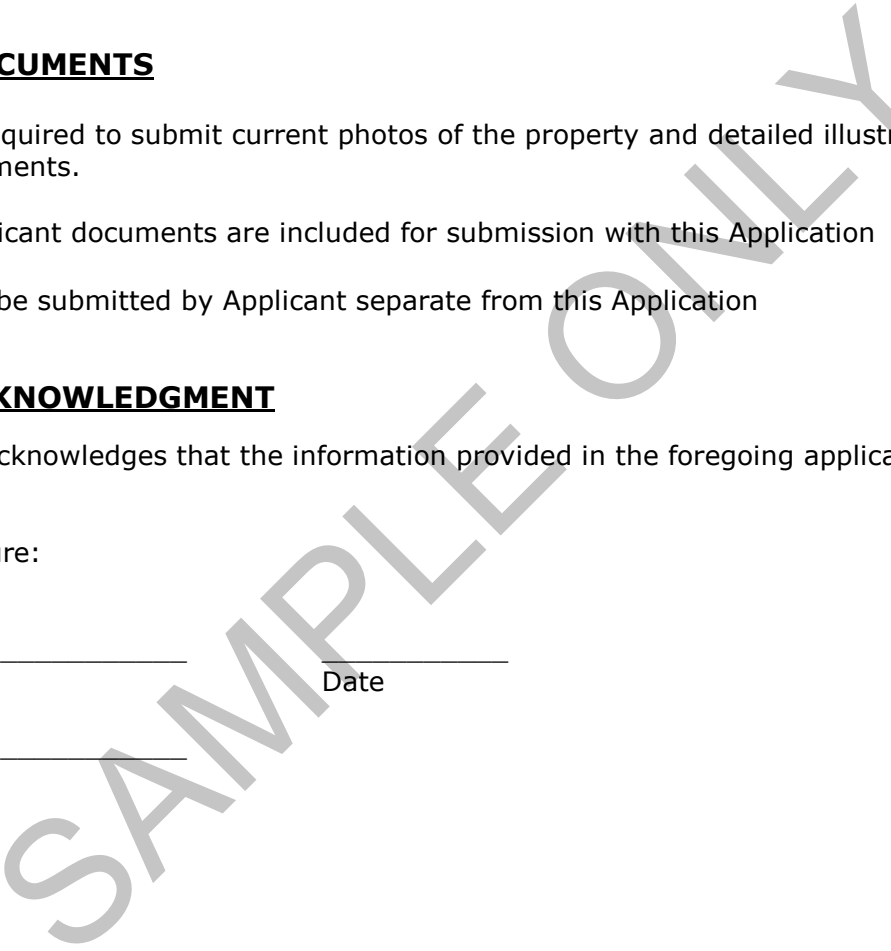 CUMENTS
quired to submit current photos of the property and detailed illustr
ments.
icant documents are included for submission with this Application
be submitted by Applicant separate from this Application
KNOWLEDGMENT
cknowledges that the information provided in the foregoing applica
ure:
Date
SAMPLE ONLY